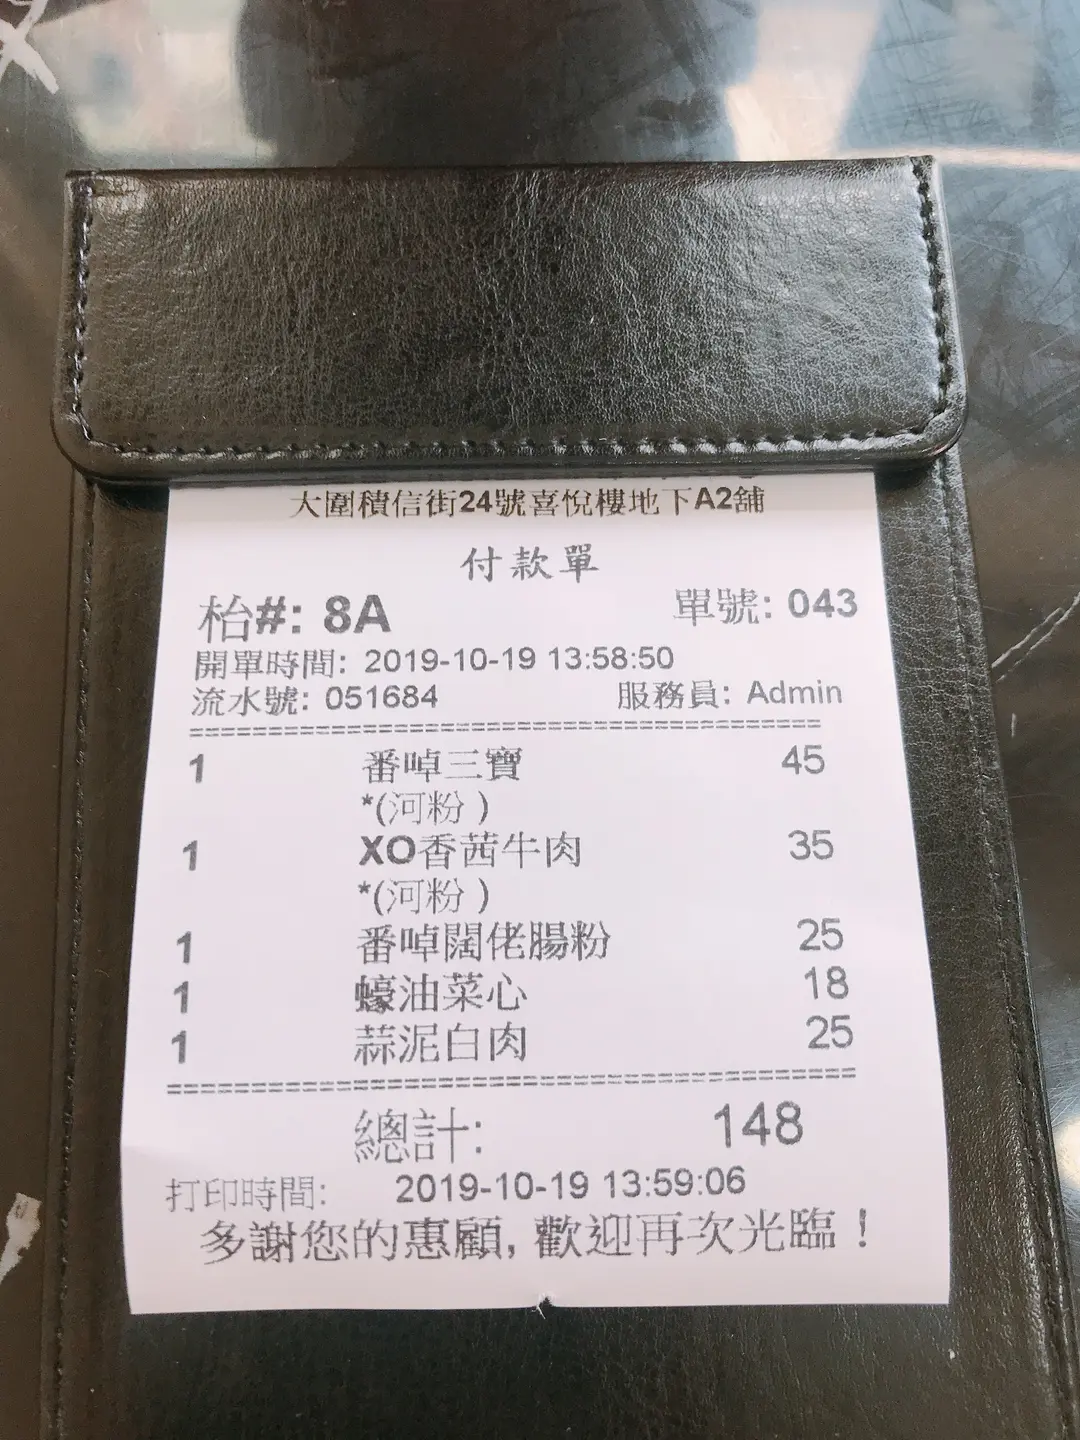 大圍積信街24號喜悅樓地下A2舖
付款單
枱#: 8A 單號: 043
開單時間: 2019-10-19 13:58:50
流水號: 051684 服務員: Admin
1 番啅三寶 45
*(河粉)
1 XO香茜牛肉 35
*(河粉)
1 番啅闊佬腸粉 25
1 蠔油菜心 18
1 蒜泥白肉 25
總計: 148
打印時間: 2019-10-19 13:59:06
多謝您的惠顧, 歡迎再次光臨！